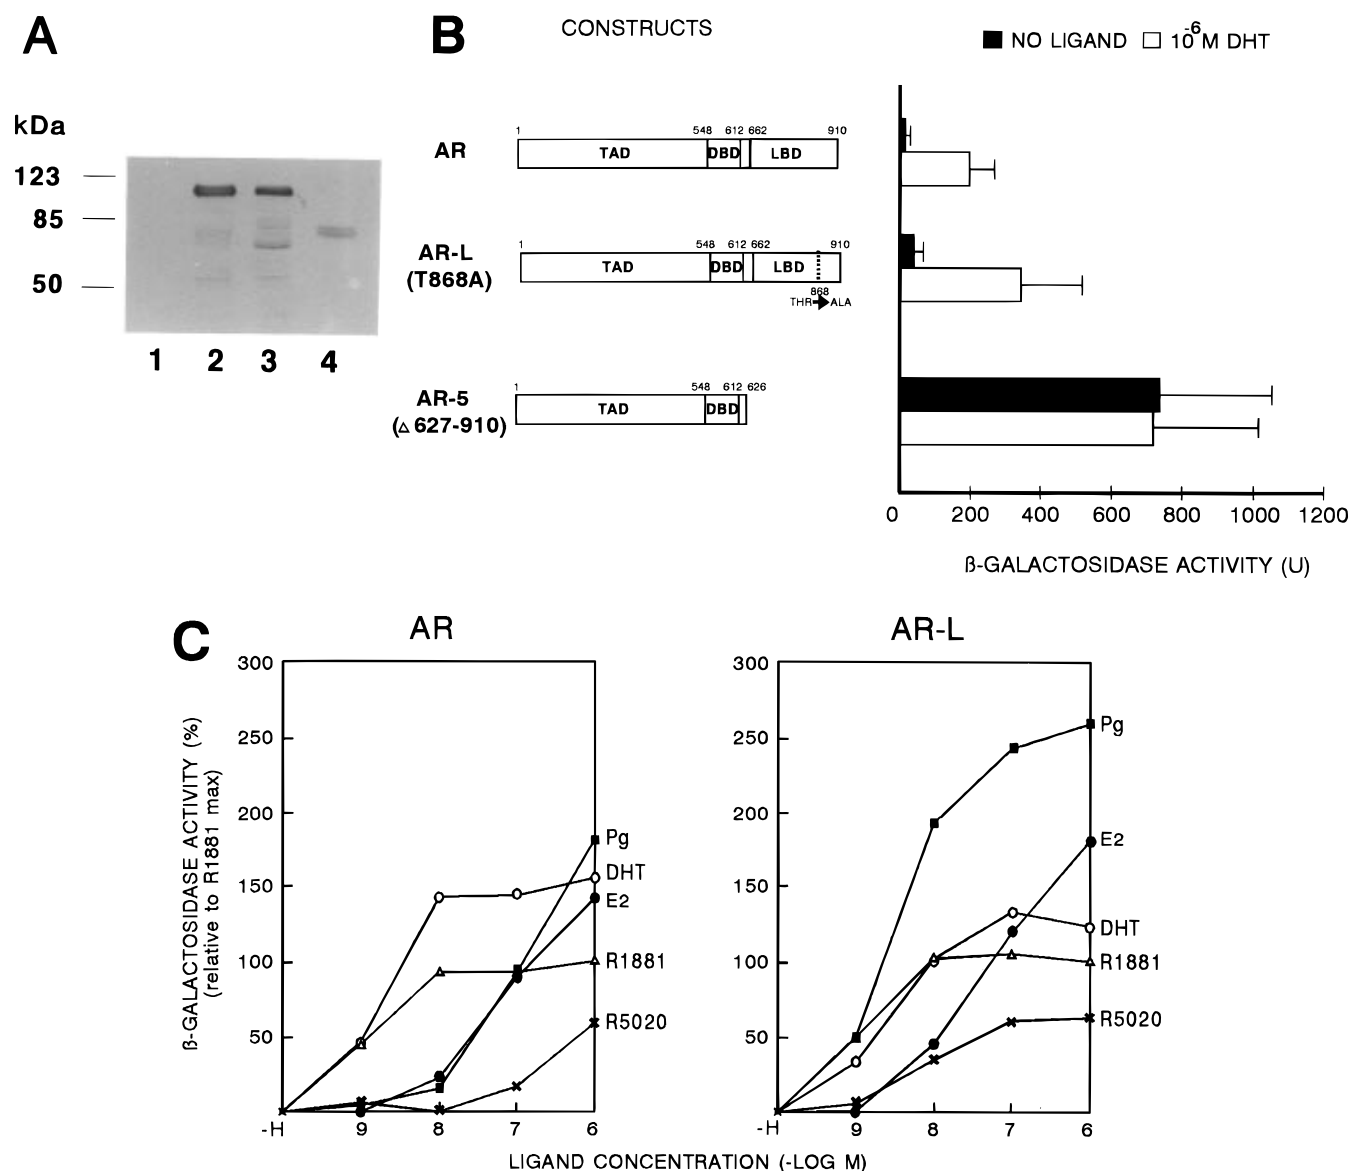 A
kDa
123
85
50
1 2 3 4
B
CONSTRUCTS
NO LIGAND 10⁻⁶M DHT
AR
1 548 612 662 910
TAD DBD LBD
AR-L
(T868A)
1 548 612 662 910
TAD DBD LBD
868
THR ALA
AR-5
(△627-910)
1 548 612 626
TAD DBD
0 200 400 600 800 1000 1200
ß-GALACTOSIDASE ACTIVITY (U)
C
AR
ß-GALACTOSIDASE ACTIVITY (%)
(relative to R1881 max)
300
250
200
150
100
50
Pg
DHT
E2
R1881
R5020
-H 9 8 7 6
AR-L
300
250
200
150
100
50
Pg
E2
DHT
R1881
R5020
-H 9 8 7 6
LIGAND CONCENTRATION (-LOG M)